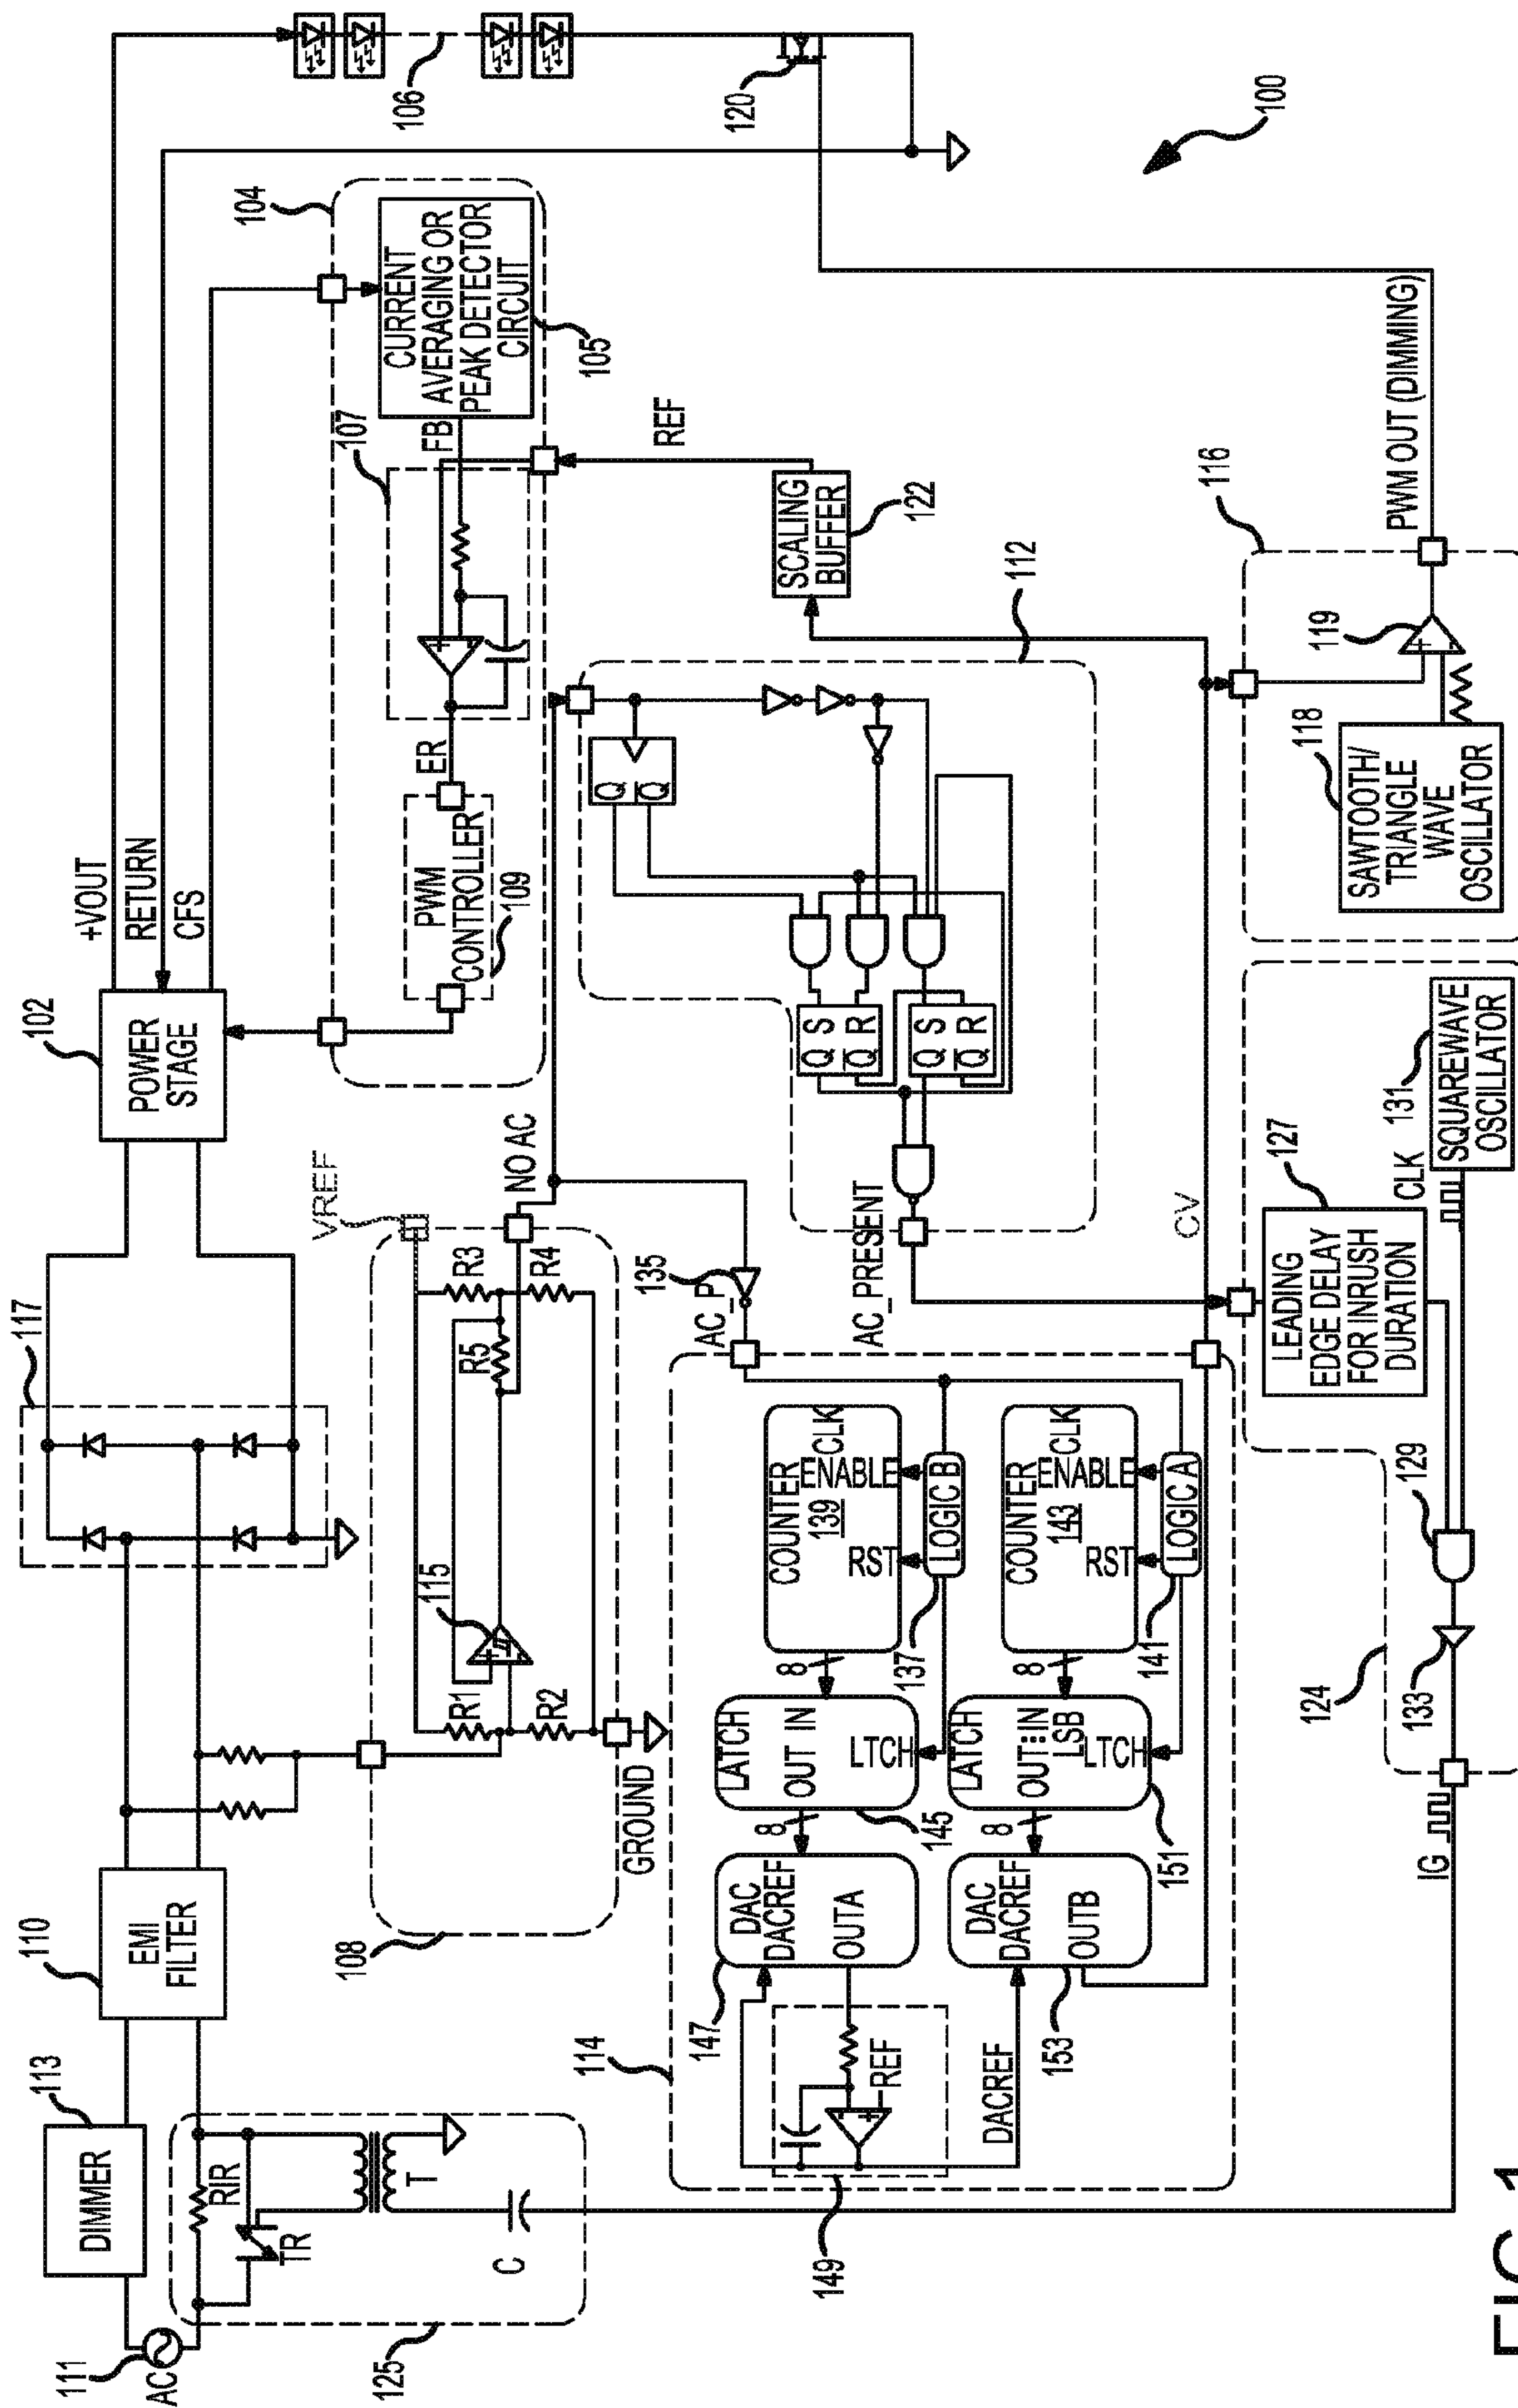 111
AC
113
DIMMER
RIR
TR
T
C
125
110
EMI
FILTER
117
102
POWER
STAGE
+VOUT
RETURN
CFS
106
120
100
104
CURRENT
AVERAGING OR
PEAK DETECTOR
CIRCUIT
105
107
FB
+
-
ER
PWM
CONTROLLER
109
REF
SCALING
BUFFER
122
108
GROUND
R1
R2
115
+
-
R5
R3
R4
VREF
NO AC
112
Q
Q
Q S
Q R
Q S
Q R
AC_PRESENT
AC_P
135
114
149
+
-
REF
DACREF
147
DAC
DACREF
OUTA
153
DAC
DACREF
OUTB
8
8
LATCH
OUT IN
LTCH
145
LATCH
OUT::IN
LSB
LTCH
151
8
8
COUNTER
139
CLK
ENABLE
RST
LOGIC B
137
COUNTER
143
CLK
ENABLE
RST
LOGIC A
141
CV
116
118
SAWTOOTH/
TRIANGLE
WAVE
OSCILLATOR
119
+
-
PWM OUT (DIMMING)
124
127
LEADING
EDGE DELAY
FOR INRUSH
DURATION
CLK
131
SQUAREWAVE
OSCILLATOR
129
133
IG
FIG. 1